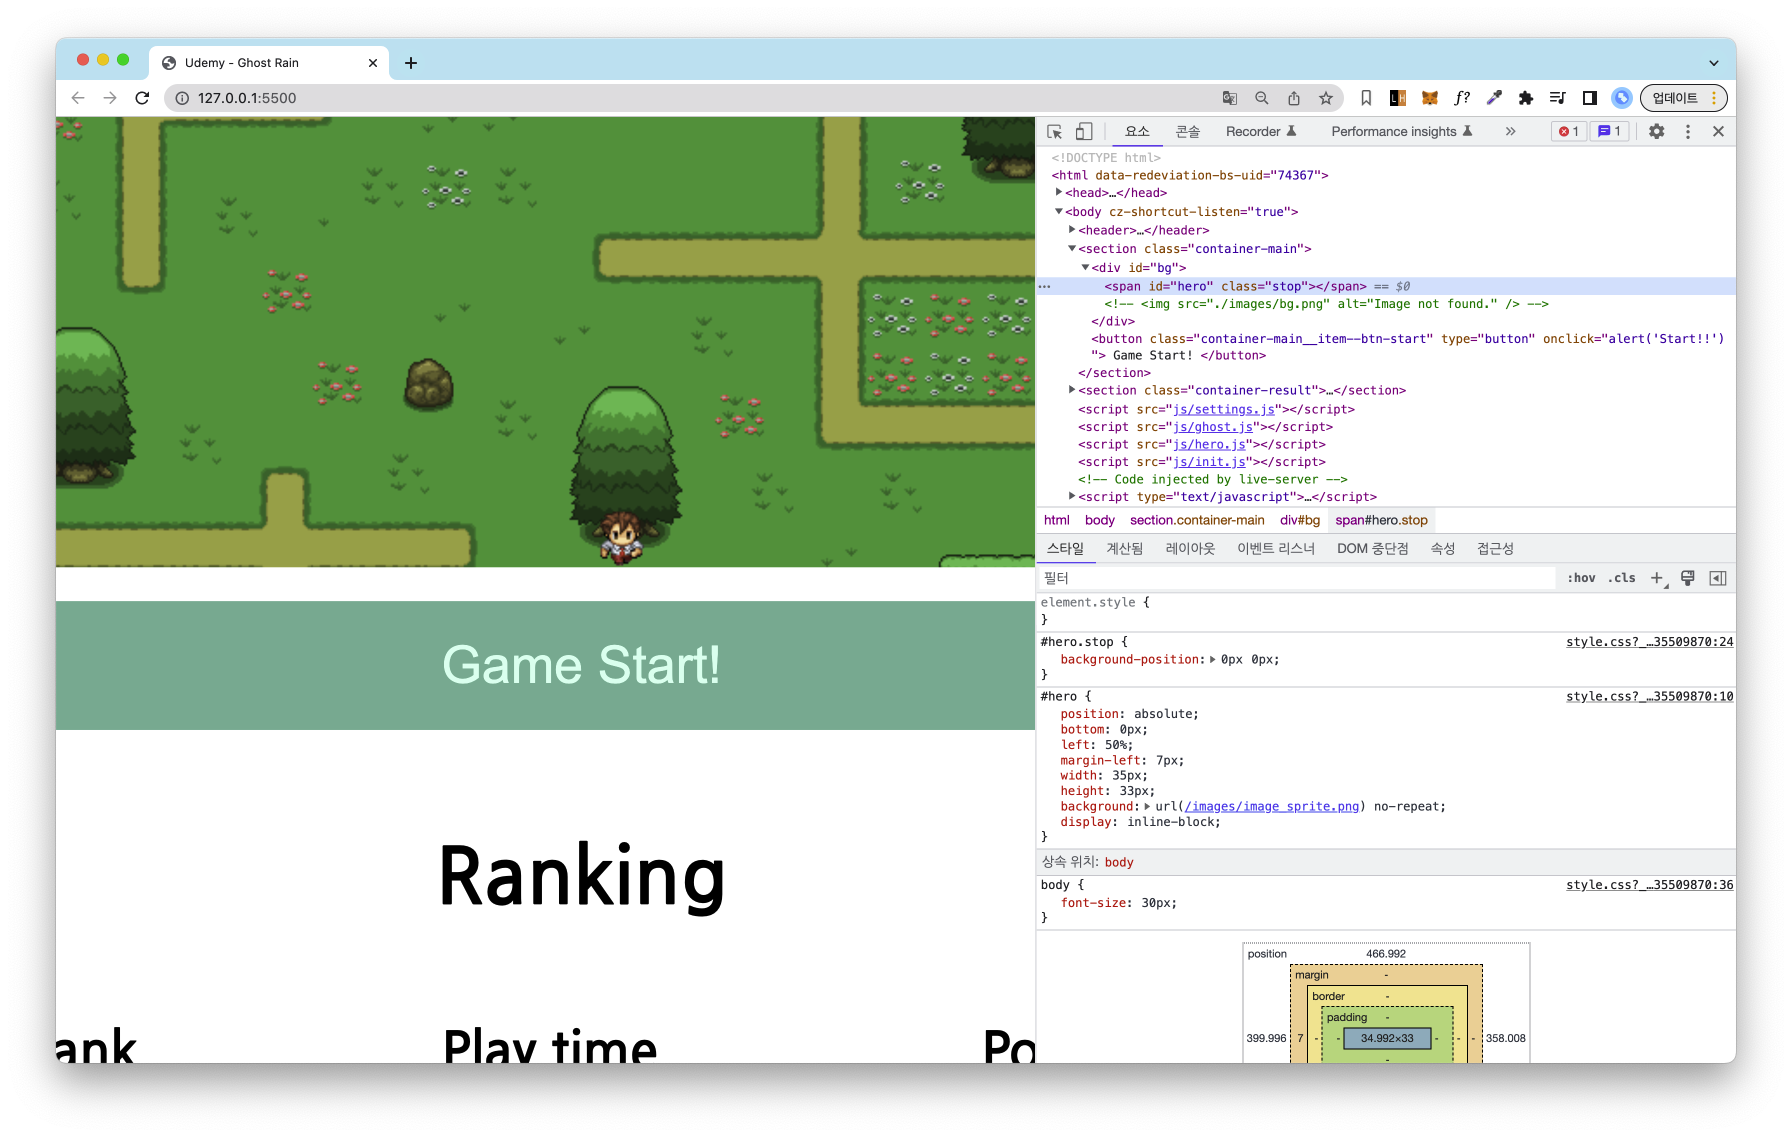 Udemy - Ghost Rain
127.0.0.1:5500
LH
f?
업데이트
요소 콘솔 Recorder Performance insights » 1 1
<!DOCTYPE html>
<html data-redeviation-bs-uid="74367">
<head>…</head>
<body cz-shortcut-listen="true">
<header>…</header>
<section class="container-main">
<div id="bg">
… <span id="hero" class="stop"></span> == $0
<!-- <img src="./images/bg.png" alt="Image not found." /> -->
</div>
<button class="container-main__item--btn-start" type="button" onclick="alert('Start!!')
"> Game Start! </button>
</section>
<section class="container-result">…</section>
<script src="js/settings.js"></script>
<script src="js/ghost.js"></script>
<script src="js/hero.js"></script>
<script src="js/init.js"></script>
<!-- Code injected by live-server -->
<script type="text/javascript">…</script>
html body section.container-main div#bg span#hero.stop
스타일 계산됨 레이아웃 이벤트 리스너 DOM 중단점 속성 접근성
필터 :hov .cls +
element.style {
}
#hero.stop { style.css?_…35509870:24
background-position: 0px 0px;
}
#hero { style.css?_…35509870:10
position: absolute;
bottom: 0px;
left: 50%;
margin-left: 7px;
width: 35px;
height: 33px;
background: url(/images/image_sprite.png) no-repeat;
display: inline-block;
}
상속 위치: body
body { style.css?_…35509870:36
font-size: 30px;
}
position 466.992
margin -
border -
padding -
399.996 7 - - 34.992×33 - - - 358.008
-
Game Start!
Ranking
ank Play time Po